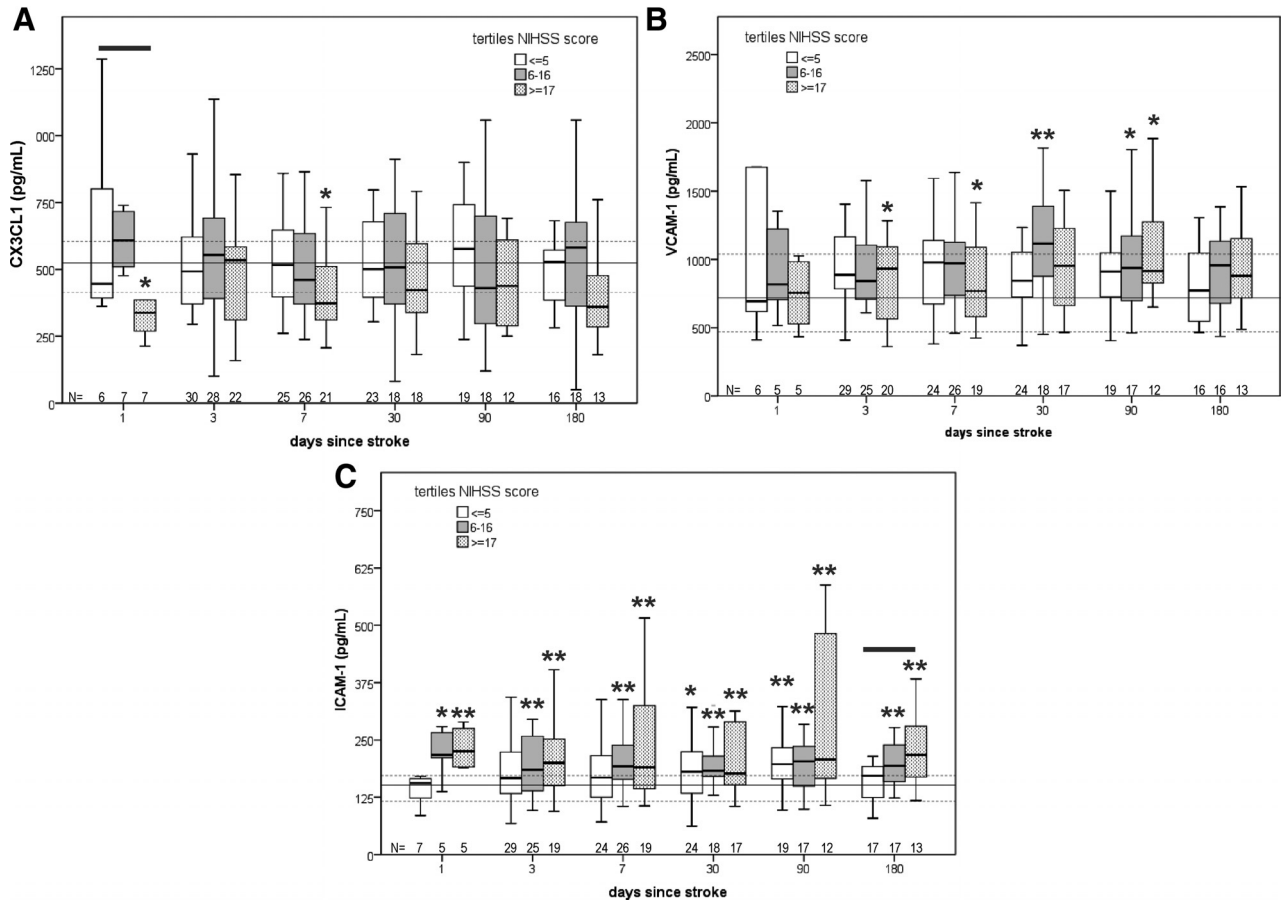 A
tertiles NIHSS score
<=5
6-16
>=17
CX3CL1 (pg/mL)
1250
000
750
500
250
0
*
*
N= 6 7 7 30 28 22 25 26 21 23 18 18 19 18 12 16 18 13
1 3 7 30 90 180
days since stroke
B
tertiles NIHSS score
<=5
6-16
>=17
VCAM-1 (pg/mL)
2500
2000
1500
1000
500
0
*
*
**
*
*
N= 6 5 5 29 25 20 24 26 19 24 18 17 19 17 12 16 16 13
1 3 7 30 90 180
days since stroke
C
tertiles NIHSS score
<=5
6-16
>=17
ICAM-1 (pg/mL)
750
625
500
375
250
125
0
* **
** **
** **
* ** **
** ** **
** **
N= 7 5 5 29 25 19 24 26 19 24 18 17 19 17 12 17 17 13
1 3 7 30 90 180
days since stroke